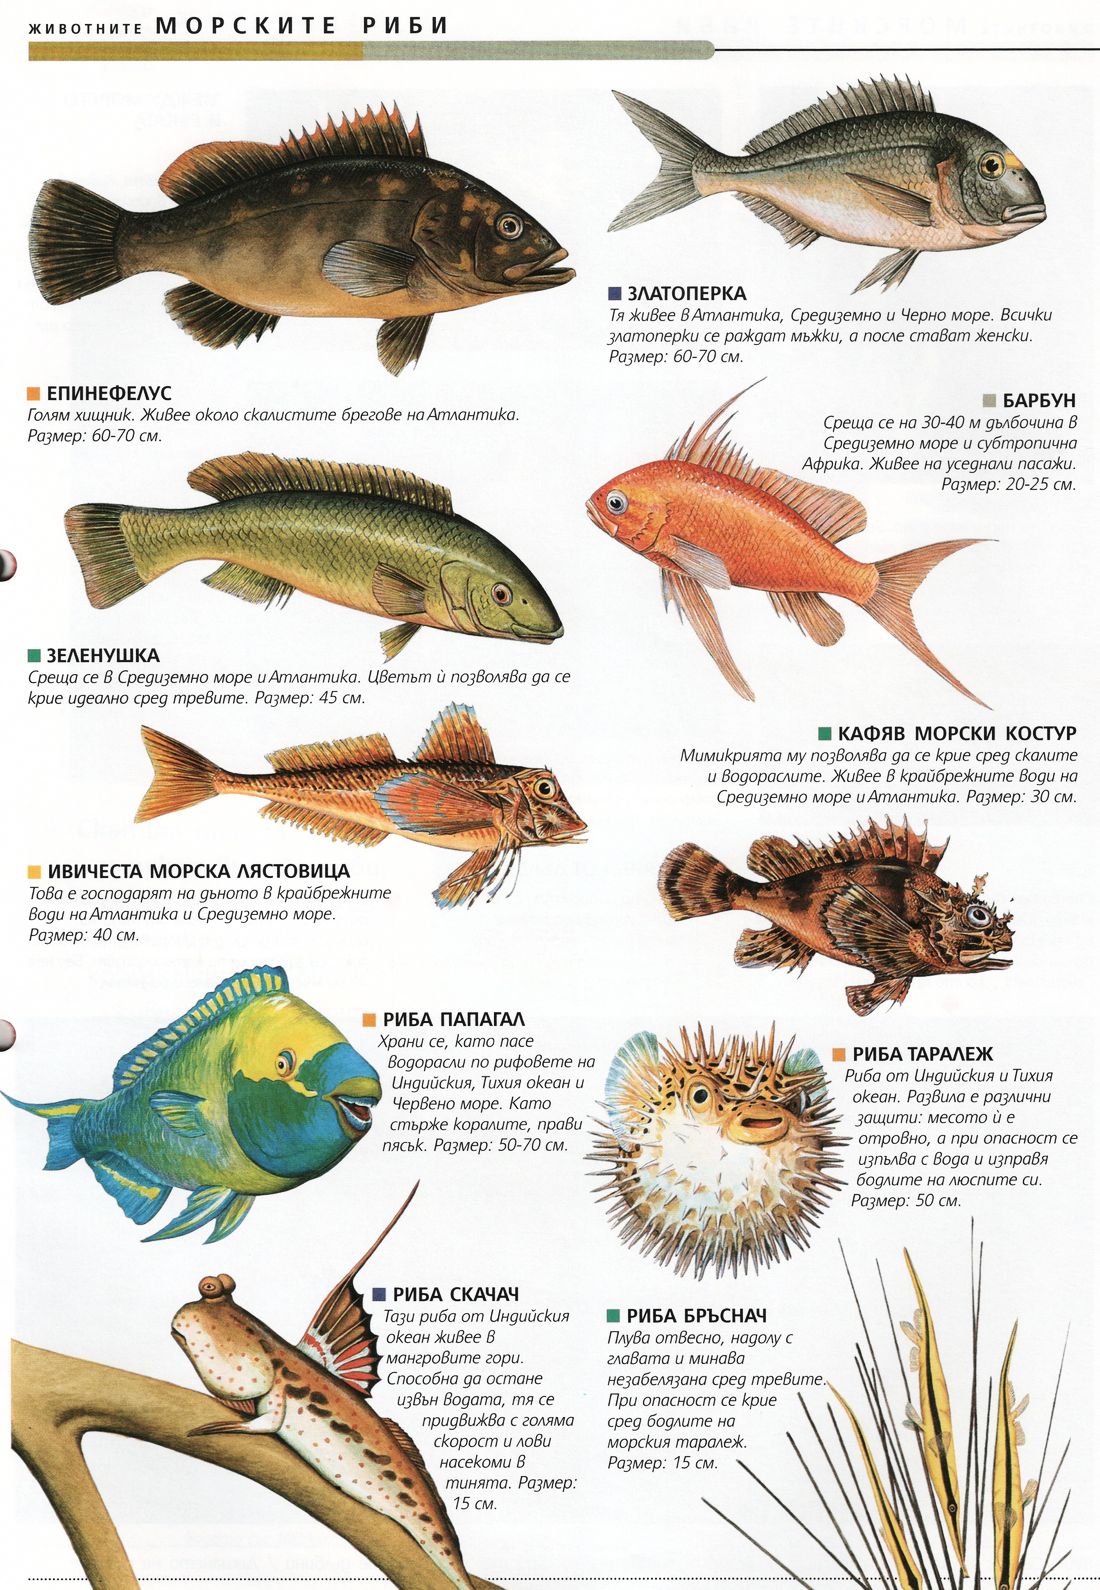 ЖИВОТНИТЕ МОРСКИТЕ РИБИ
ЗЛАТОПЕРКА
Тя живее в Атлантика, Средиземно и Черно море. Всички
златоперки се раждат мъжки, а после стават женски.
Размер: 60-70 см.
ЕПИНЕФЕЛУС
Голям хищник. Живее около скалистите брегове на Атлантика.
Размер: 60-70 см.
БАРБУН
Среща се на 30-40 м дълбочина в
Средиземно море и субтропична
Африка. Живее на уседнали пасажи.
Размер: 20-25 см.
ЗЕЛЕНУШКА
Среща се в Средиземно море и Атлантика. Цветът ѝ позволява да се
крие идеално сред тревите. Размер: 45 см.
КАФЯВ МОРСКИ КОСТУР
Мимикрията му позволява да се крие сред скалите
и водораслите. Живее в крайбрежните води на
Средиземно море и Атлантика. Размер: 30 см.
ИВИЧЕСТА МОРСКА ЛЯСТОВИЦА
Това е господарят на дъното в крайбрежните
води на Атлантика и Средиземно море.
Размер: 40 см.
РИБА ПАПАГАЛ
Храни се, като пасе
Водорасли по рифовете на
Индийския, Тихия океан и
Червено море. Като
стърже коралите, прави
пясък. Размер: 50-70 см.
РИБА ТАРАЛЕЖ
Риба от Индийския и Тихия
океан. Развила е различни
защити: месото ѝ е
отровно, а при опасност се
изпълва с вода и изправя
бодлите на люспите си.
Размер: 50 см.
РИБА СКАЧАЧ
Тази риба от Индийския
океан живее в
мангровите гори.
Способна да остане
извън водата, тя се
придвижва с голяма
скорост и лови
насекоми в
тинята. Размер:
15 см.
РИБА БРЪСНАЧ
Плува отвесно, надолу с
главата и минава
незабелязана сред тревите.
При опасност се крие
сред бодлите на
морския таралеж.
Размер: 15 см.